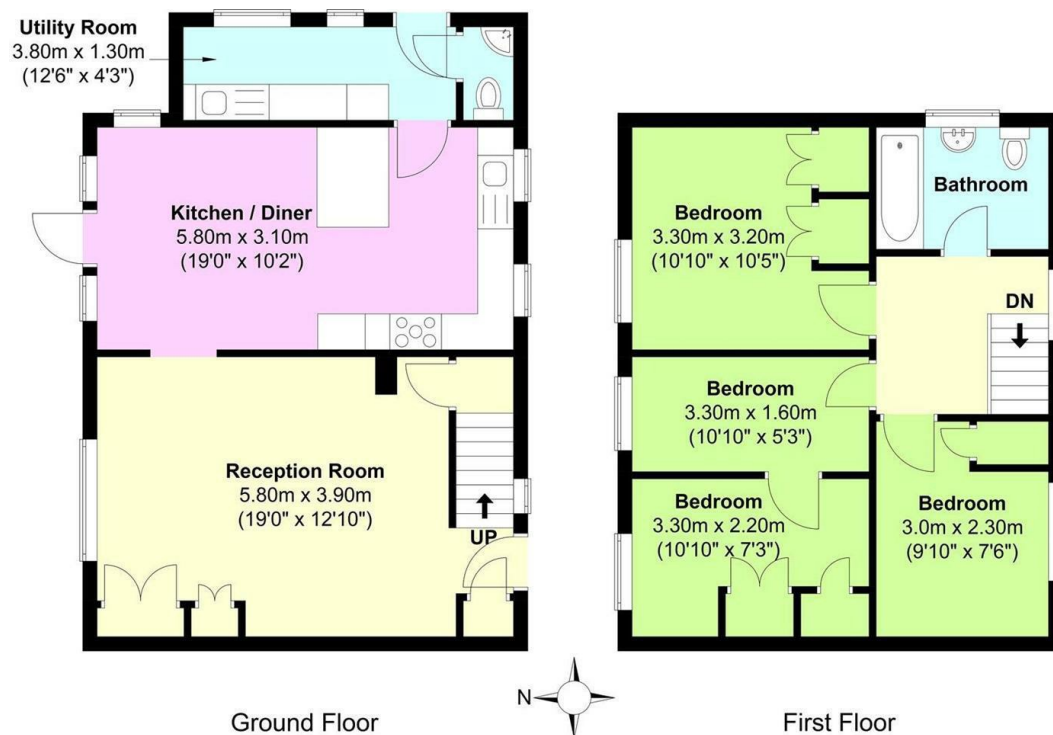 Utility Room
3.80m x 1.30m
(12'6" x 4'3")
Kitchen / Diner
5.80m x 3.10m
(19'0" x 10'2")
Reception Room
5.80m x 3.90m
(19'0" x 12'10")
UP
Ground Floor
N
Bedroom
3.30m x 3.20m
(10'10" x 10'5")
Bathroom
DN
Bedroom
3.30m x 1.60m
(10'10" x 5'3")
Bedroom
3.30m x 2.20m
(10'10" x 7'3")
Bedroom
3.0m x 2.30m
(9'10" x 7'6")
First Floor